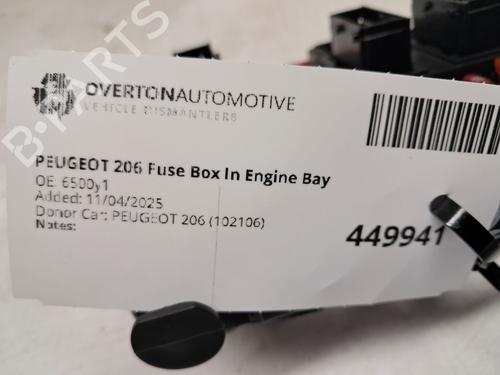 OVERTONAUTOMOTIVE
VEHICLE DISMANTLERS
PEUGEOT 206 Fuse Box In Engine Bay
OE: 6500y1
Added: 11/04/2025
Donor Car: PEUGEOT 206 (102106)
Notes:
449941
B-PARTS